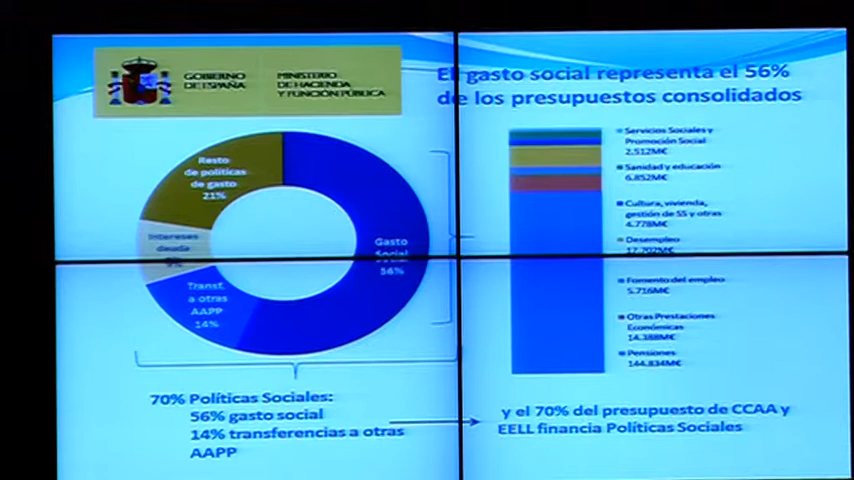 GOBIERNO
DE ESPAÑA
MINISTERIO
DE HACIENDA
Y FUNCIÓN PÚBLICA
El gasto social representa el 56%
de los presupuestos consolidados
Resto
de políticas
de gasto
21%
Intereses
deuda
9%
Transf.
a otras
AAPP
14%
Gasto
Social
56%
Servicios Sociales y
Promoción Social
2.512M€
Sanidad y educación
6.852M€
Cultura, vivienda,
gestión de SS y otras
4.778M€
Desempleo
17.702M€
Fomento del empleo
5.716M€
Otras Prestaciones
Económicas
14.388M€
Pensiones
144.834M€
70% Políticas Sociales:
56% gasto social
14% transferencias a otras
AAPP
y el 70% del presupuesto de CCAA y
EELL financia Políticas Sociales